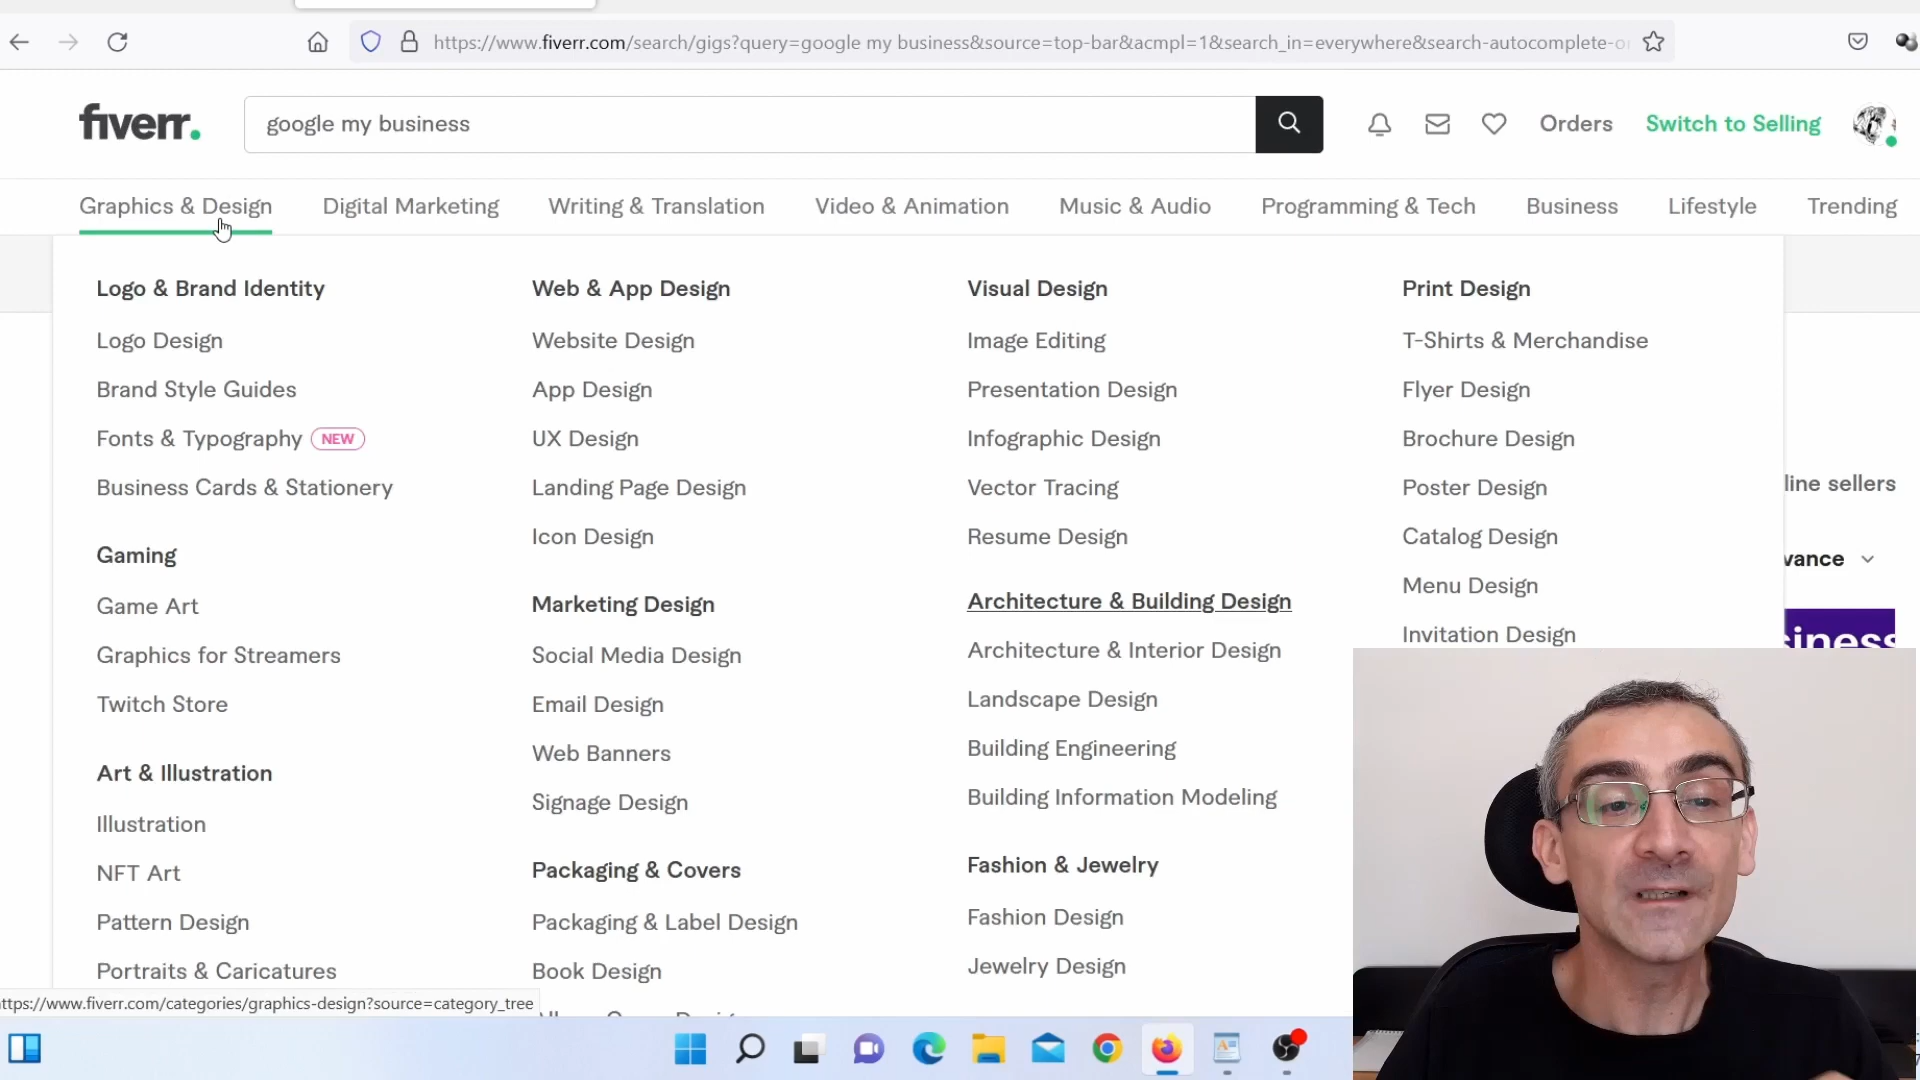 https://www.fiverr.com/search/gigs?query=google my business&source=top-bar&acmpl=1&search_in=everywhere&search-autocomplete-o
fiverr.
google my business
Orders
Switch to Selling
Graphics & Design
Digital Marketing
Writing & Translation
Video & Animation
Music & Audio
Programming & Tech
Business
Lifestyle
Trending
Logo & Brand Identity
Logo Design
Brand Style Guides
Fonts & Typography NEW
Business Cards & Stationery
Gaming
Game Art
Graphics for Streamers
Twitch Store
Art & Illustration
Illustration
NFT Art
Pattern Design
Portraits & Caricatures
Web & App Design
Website Design
App Design
UX Design
Landing Page Design
Icon Design
Marketing Design
Social Media Design
Email Design
Web Banners
Signage Design
Packaging & Covers
Packaging & Label Design
Book Design
Visual Design
Image Editing
Presentation Design
Infographic Design
Vector Tracing
Resume Design
Architecture & Building Design
Architecture & Interior Design
Landscape Design
Building Engineering
Building Information Modeling
Fashion & Jewelry
Fashion Design
Jewelry Design
Print Design
T-Shirts & Merchandise
Flyer Design
Brochure Design
Poster Design
Catalog Design
Menu Design
Invitation Design
line sellers
vance
siness
ttps://www.fiverr.com/categories/graphics-design?source=category_tree